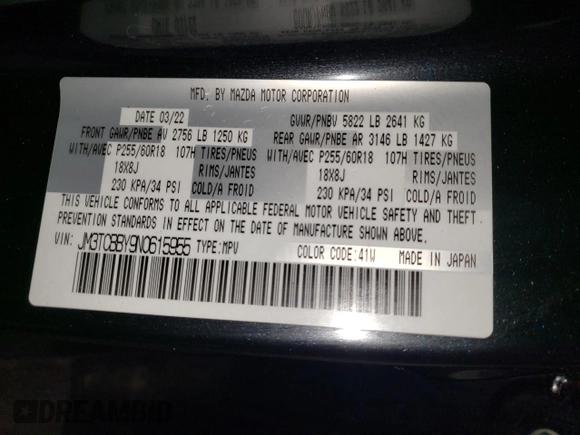 MFD. BY MAZDA MOTOR CORPORATION
DATE 03/22 GVWR/PNBV 5822 LB 2641 KG
FRONT GAWR/PNBE AV 2756 LB 1250 KG REAR GAWR/PNBE AR 3146 LB 1427 KG
WITH/AVEC P255/60R18 107H TIRES/PNEUS WITH/AVEC P255/60R18 107H TIRES/PNEUS
18X8J RIMS/JANTES 18X8J RIMS/JANTES
230 KPA/34 PSI COLD/A FROID 230 KPA/34 PSI COLD/A FROID
THIS VEHICLE CONFORMS TO ALL APPLICABLE FEDERAL MOTOR VEHICLE SAFETY AND THEFT
PREVENTION STANDARDS IN EFFECT ON THE DATE OF MANUFACTURE SHOWN ABOVE.
VIN: JM3TCBBY9N0615955 TYPE:MPV COLOR CODE:41W MADE IN JAPAN
DREAMBID